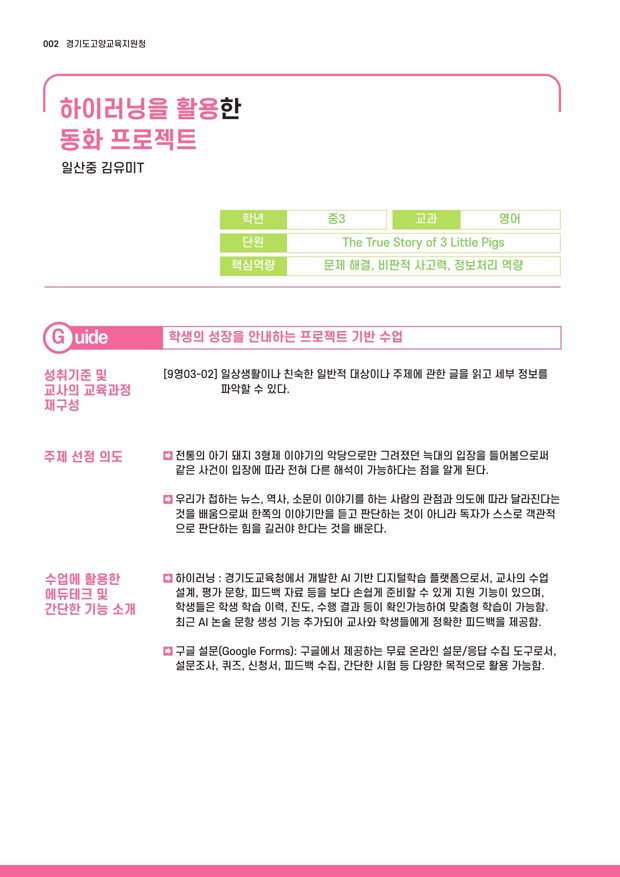 002 경기도고양교육지원청
하이러닝을 활용한
동화 프로젝트
일산중 김유미T
학년 중3 교과 영어
단원 The True Story of 3 Little Pigs
핵심역량 문제 해결, 비판적 사고력, 정보처리 역량
Guide 학생의 성장을 안내하는 프로젝트 기반 수업
성취기준 및
교사의 교육과정
재구성
[9영03-02] 일상생활이나 친숙한 일반적 대상이나 주제에 관한 글을 읽고 세부 정보를
파악할 수 있다.
주제 선정 의도
전통의 아기 돼지 3형제 이야기의 악당으로만 그려졌던 늑대의 입장을 들어봄으로써
같은 사건이 입장에 따라 전혀 다른 해석이 가능하다는 점을 알게 된다.
우리가 접하는 뉴스, 역사, 소문이 이야기를 하는 사람의 관점과 의도에 따라 달라진다는
것을 배움으로써 한쪽의 이야기만을 듣고 판단하는 것이 아니라 독자가 스스로 객관적
으로 판단하는 힘을 길러야 한다는 것을 배운다.
수업에 활용한
에듀테크 및
간단한 기능 소개
하이러닝 : 경기도교육청에서 개발한 AI 기반 디지털학습 플랫폼으로서, 교사의 수업
설계, 평가 문항, 피드백 자료 등을 보다 손쉽게 준비할 수 있게 지원 기능이 있으며,
학생들은 학생 학습 이력, 진도, 수행 결과 등이 확인가능하여 맞춤형 학습이 가능함.
최근 AI 논술 문항 생성 기능 추가되어 교사와 학생들에게 정확한 피드백을 제공함.
구글 설문(Google Forms): 구글에서 제공하는 무료 온라인 설문/응답 수집 도구로서,
설문조사, 퀴즈, 신청서, 피드백 수집, 간단한 시험 등 다양한 목적으로 활용 가능함.